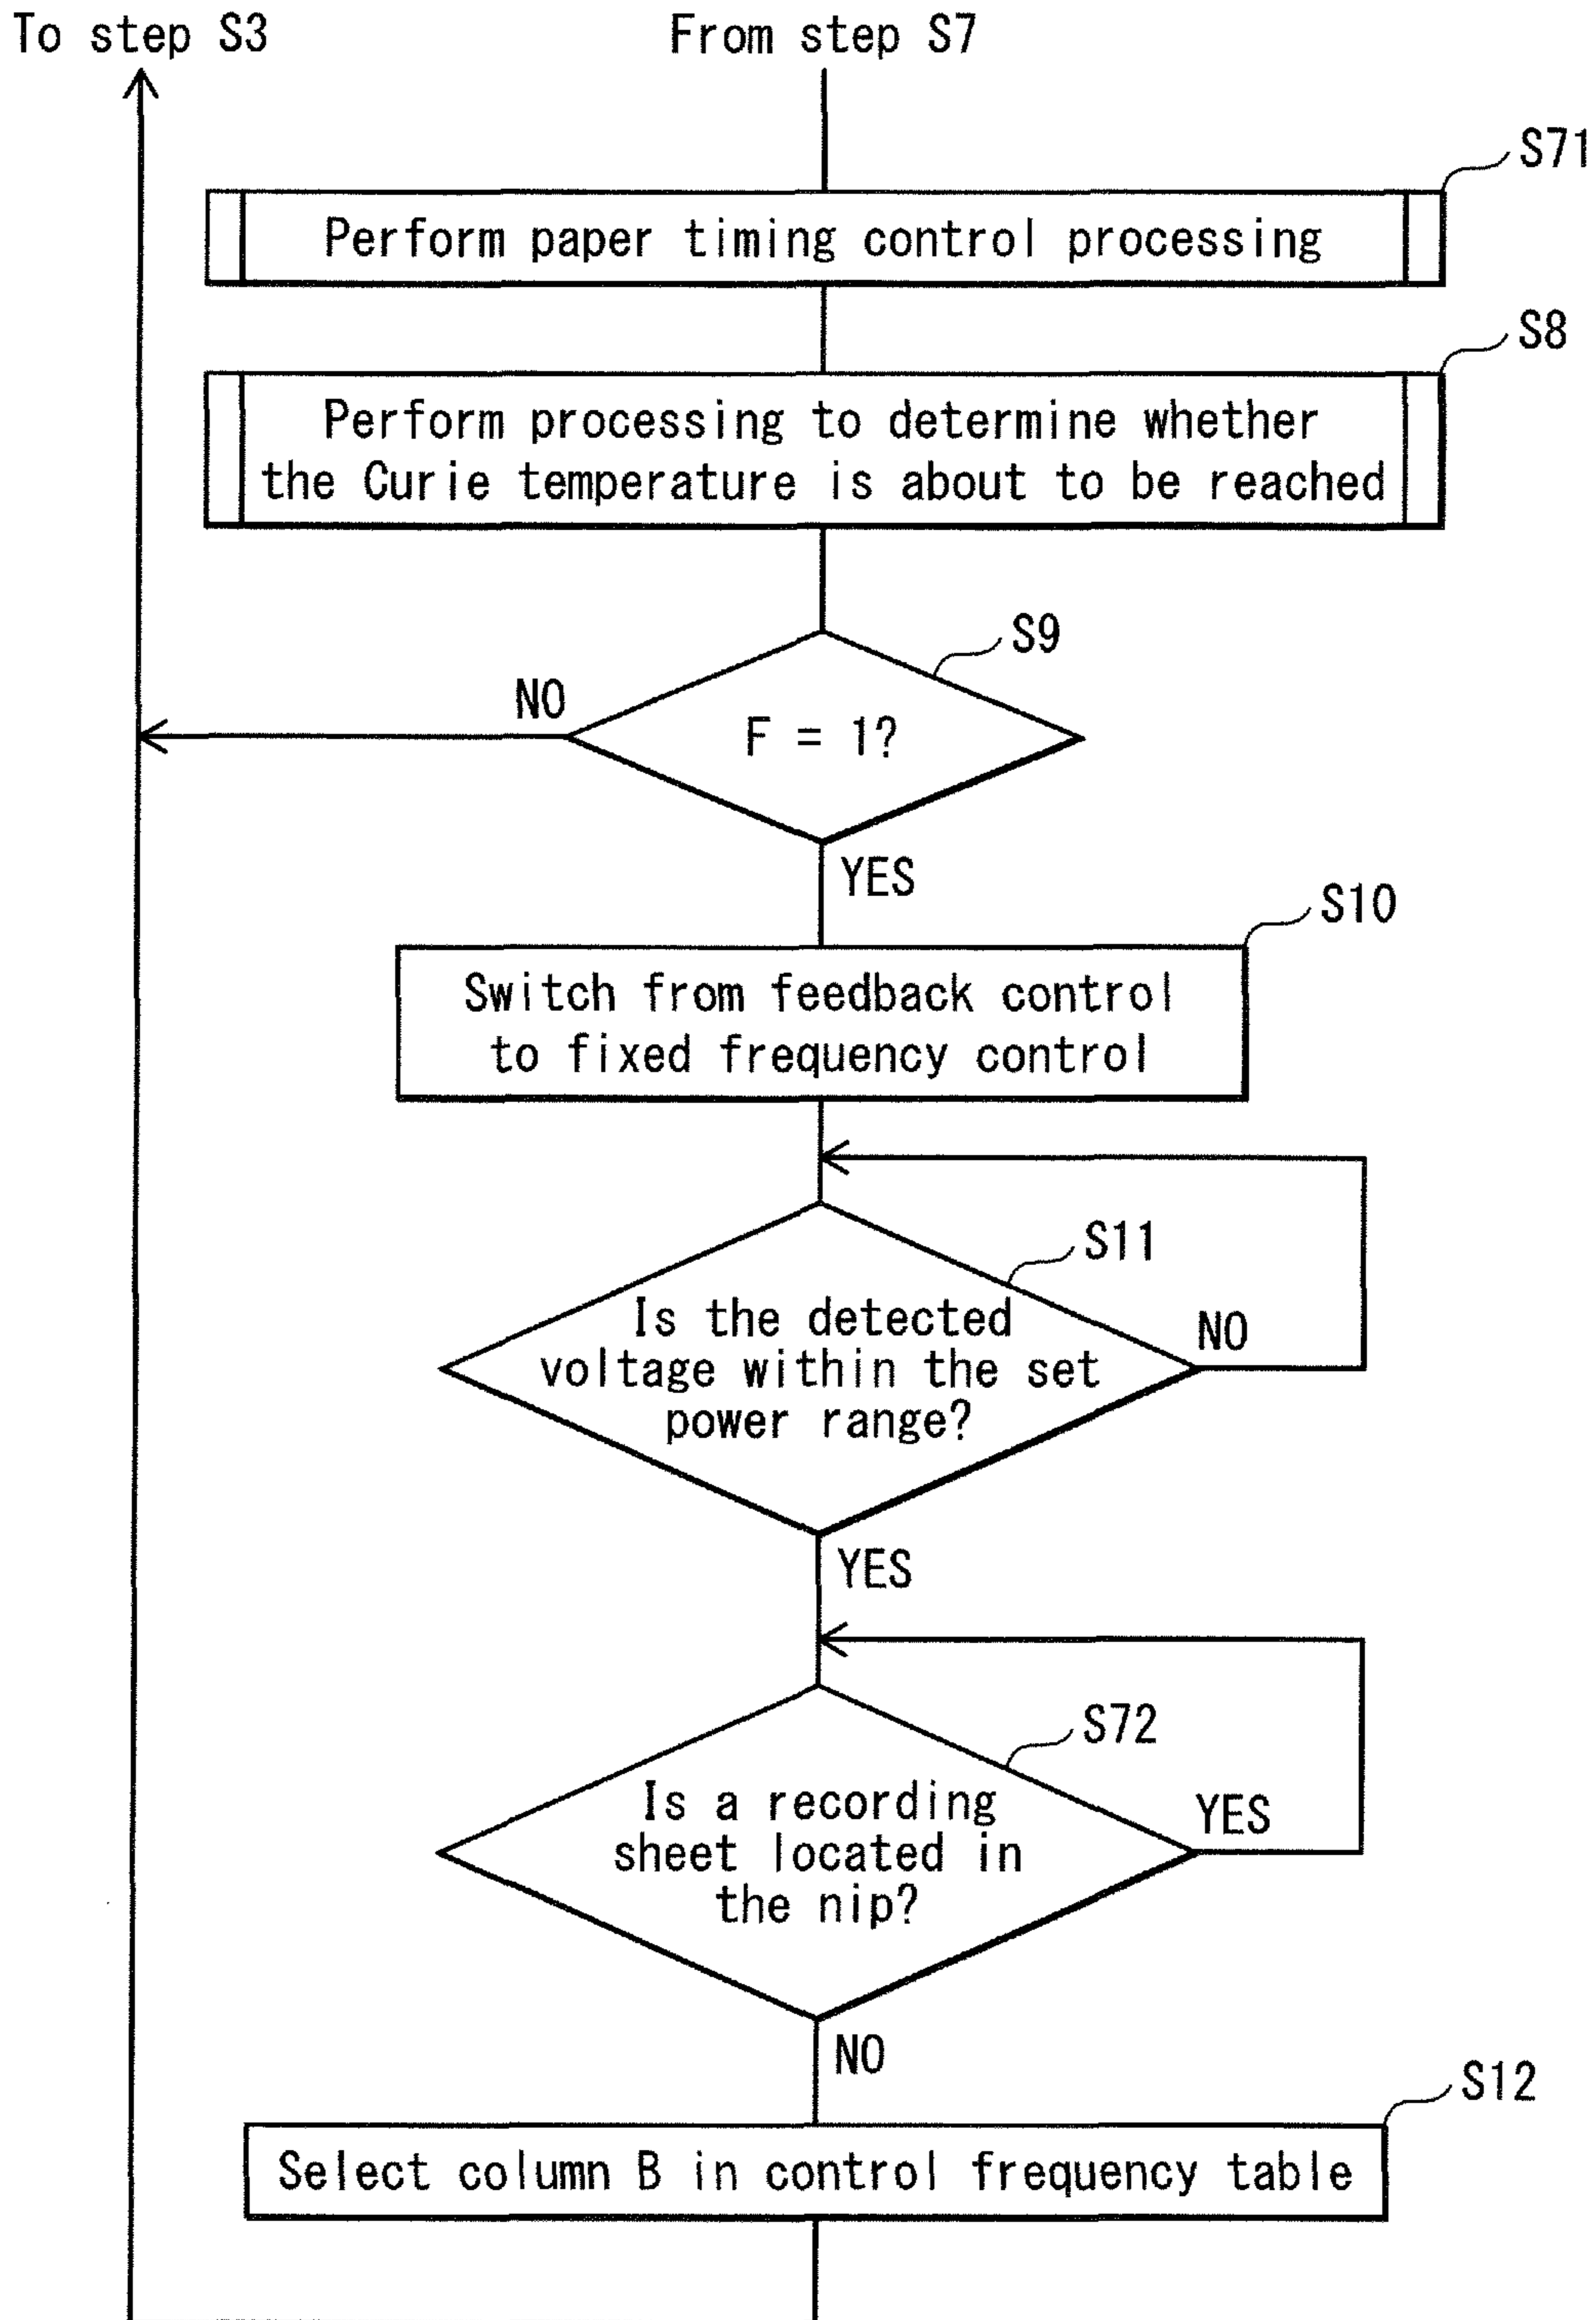 To step S3
From step S7
S71
Perform paper timing control processing
S8
Perform processing to determine whether
the Curie temperature is about to be reached
S9
NO
F = 1?
YES
S10
Switch from feedback control
to fixed frequency control
S11
Is the detected
voltage within the set
power range?
NO
YES
S72
Is a recording
sheet located in
the nip?
YES
NO
S12
Select column B in control frequency table